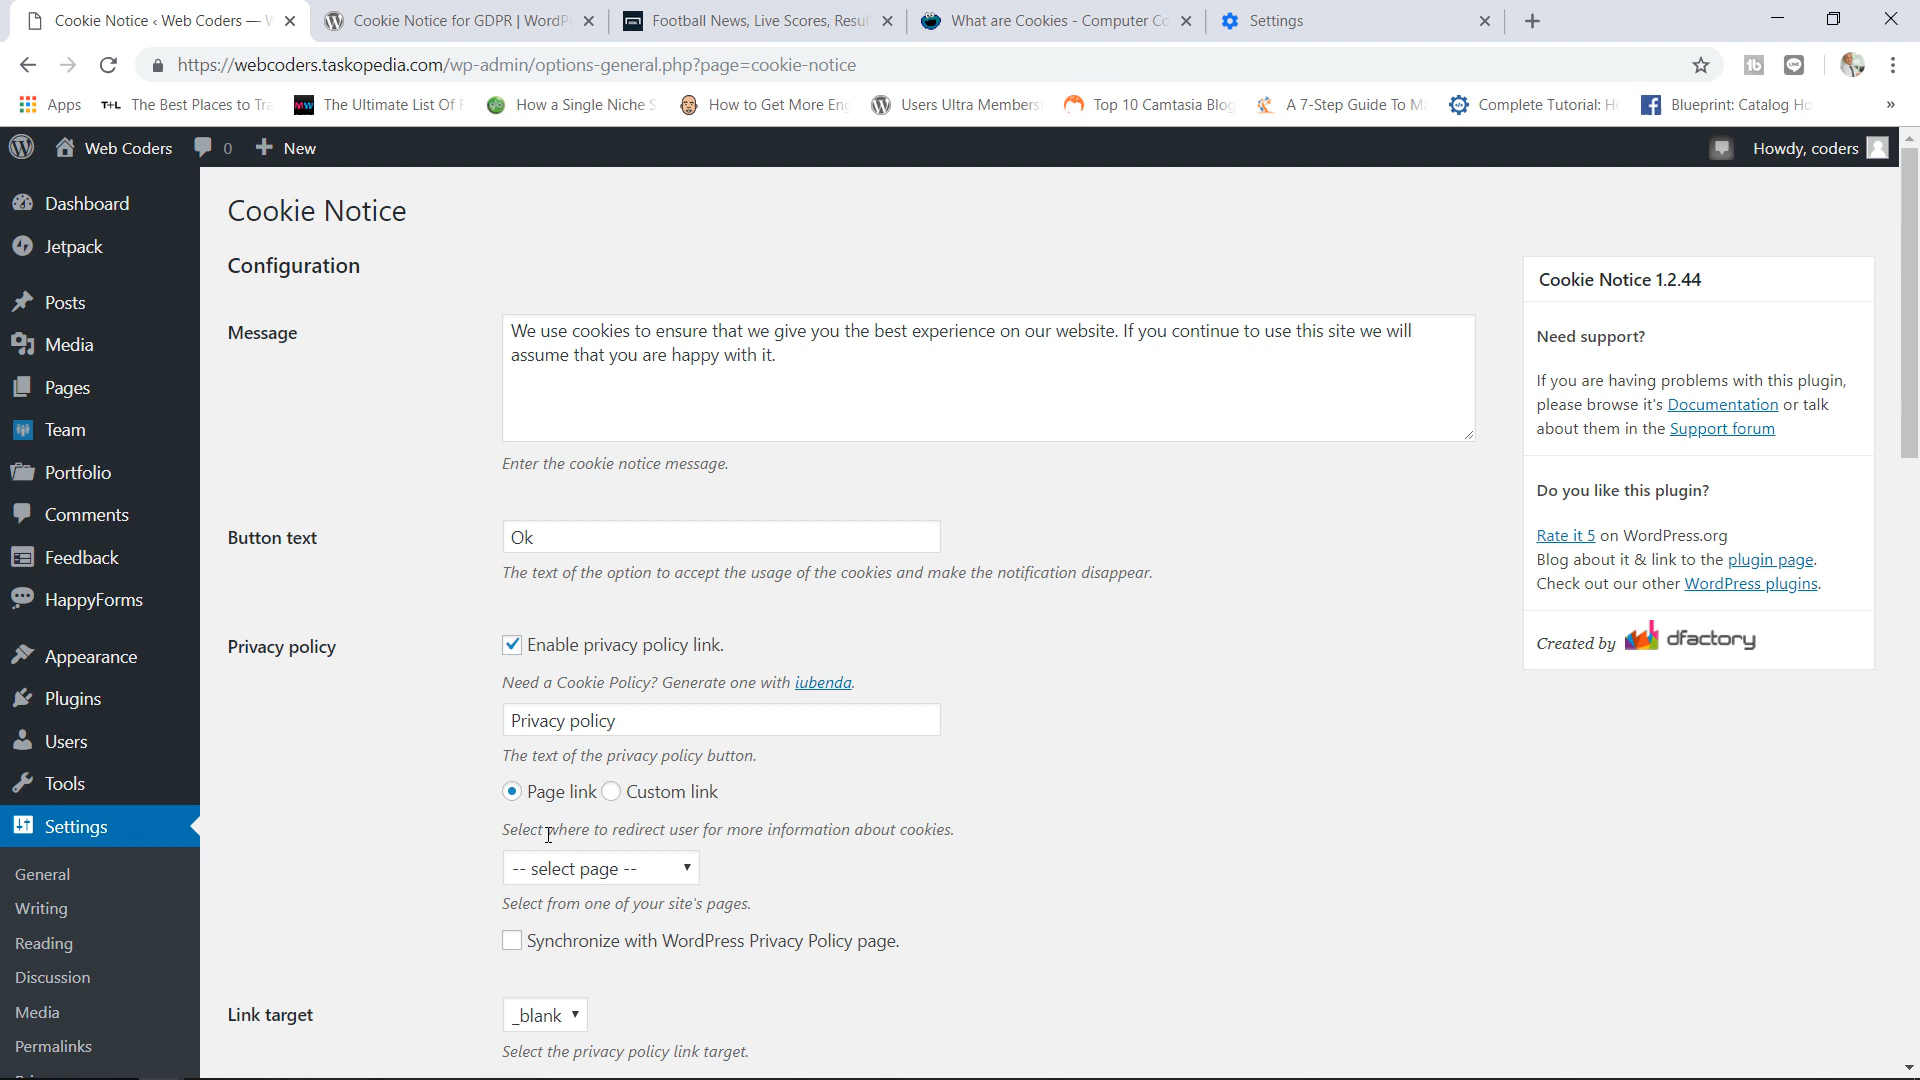 Cookie Notice ‹ Web Coders — W
Cookie Notice for GDPR | WordPr
Football News, Live Scores, Resul
What are Cookies - Computer Co
Settings
https://webcoders.taskopedia.com/wp-admin/options-general.php?page=cookie-notice
Apps
T+L The Best Places to Tra
MW The Ultimate List Of F
How a Single Niche S
How to Get More Eng
Users Ultra Members
Top 10 Camtasia Blog
A 7-Step Guide To M
Complete Tutorial: H
Blueprint: Catalog Ho
»
Web Coders
0
New
Howdy, coders
Dashboard
Jetpack
Posts
Media
Pages
Team
Portfolio
Comments
Feedback
HappyForms
Appearance
Plugins
Users
Tools
Settings
General
Writing
Reading
Discussion
Media
Permalinks
Cookie Notice
Configuration
Message
We use cookies to ensure that we give you the best experience on our website. If you continue to use this site we will
assume that you are happy with it.
Enter the cookie notice message.
Button text
Ok
The text of the option to accept the usage of the cookies and make the notification disappear.
Privacy policy
Enable privacy policy link.
Need a Cookie Policy? Generate one with iubenda.
Privacy policy
The text of the privacy policy button.
Page link Custom link
Select where to redirect user for more information about cookies.
-- select page --
Select from one of your site's pages.
Synchronize with WordPress Privacy Policy page.
Link target
_blank
Select the privacy policy link target.
Cookie Notice 1.2.44
Need support?
If you are having problems with this plugin,
please browse it's Documentation or talk
about them in the Support forum
Do you like this plugin?
Rate it 5 on WordPress.org
Blog about it & link to the plugin page.
Check out our other WordPress plugins.
Created by dfactory